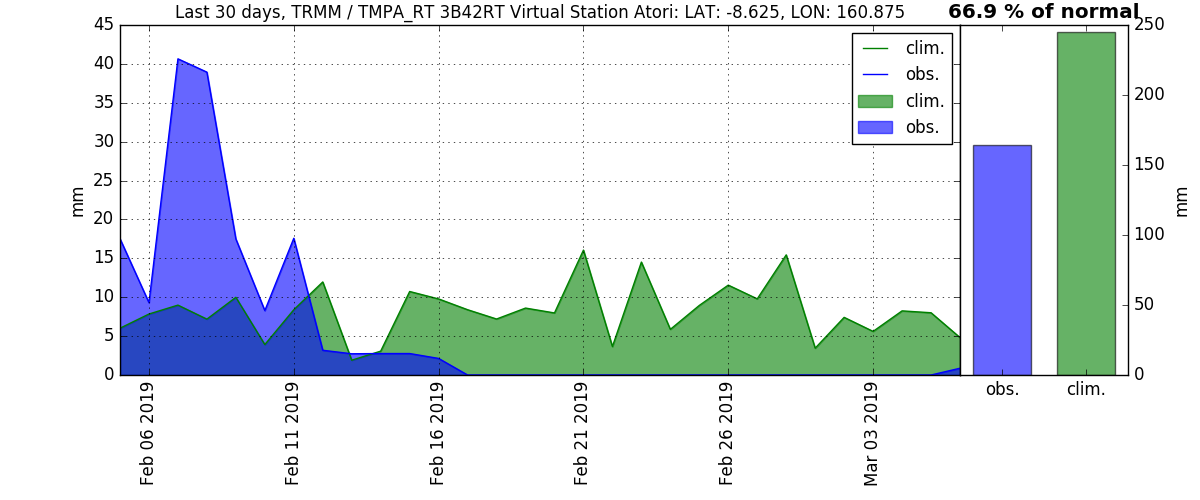 Last 30 days, TRMM / TMPA_RT 3B42RT Virtual Station Atori: LAT: -8.625, LON: 160.875
66.9 % of normal
45
40
35
30
25
20
15
10
5
0
mm
clim.
obs.
clim.
obs.
Feb 06 2019
Feb 11 2019
Feb 16 2019
Feb 21 2019
Feb 26 2019
Mar 03 2019
250
200
150
100
50
0
mm
obs.
clim.